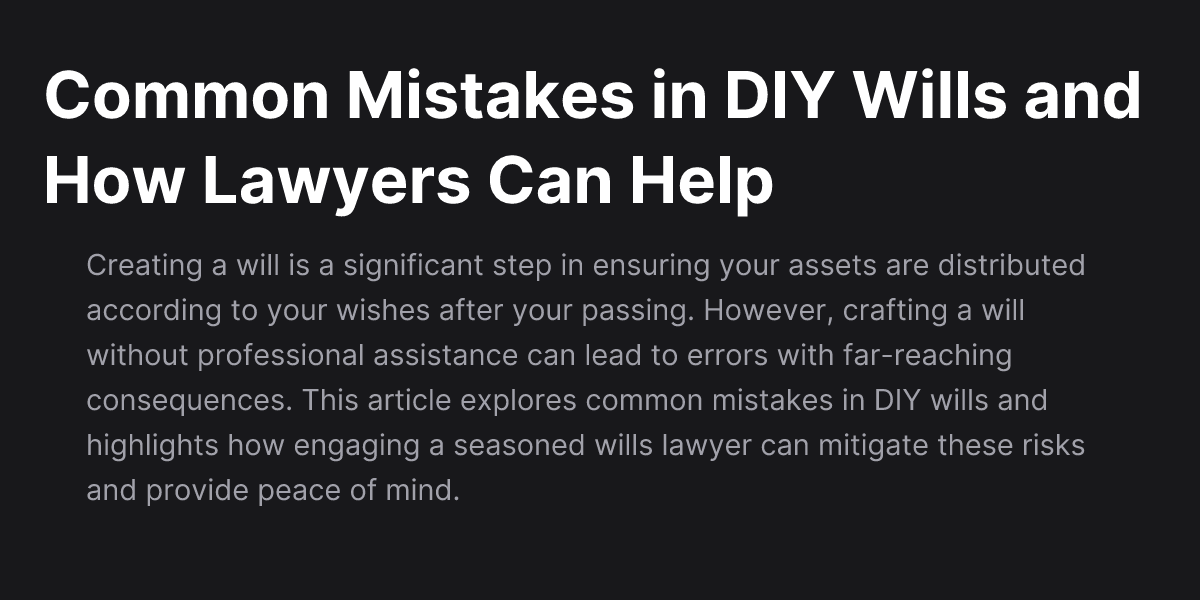 Common Mistakes in DIY Wills and
How Lawyers Can Help
Creating a will is a significant step in ensuring your assets are distributed
according to your wishes after your passing. However, crafting a will
without professional assistance can lead to errors with far-reaching
consequences. This article explores common mistakes in DIY wills and
highlights how engaging a seasoned wills lawyer can mitigate these risks
and provide peace of mind.